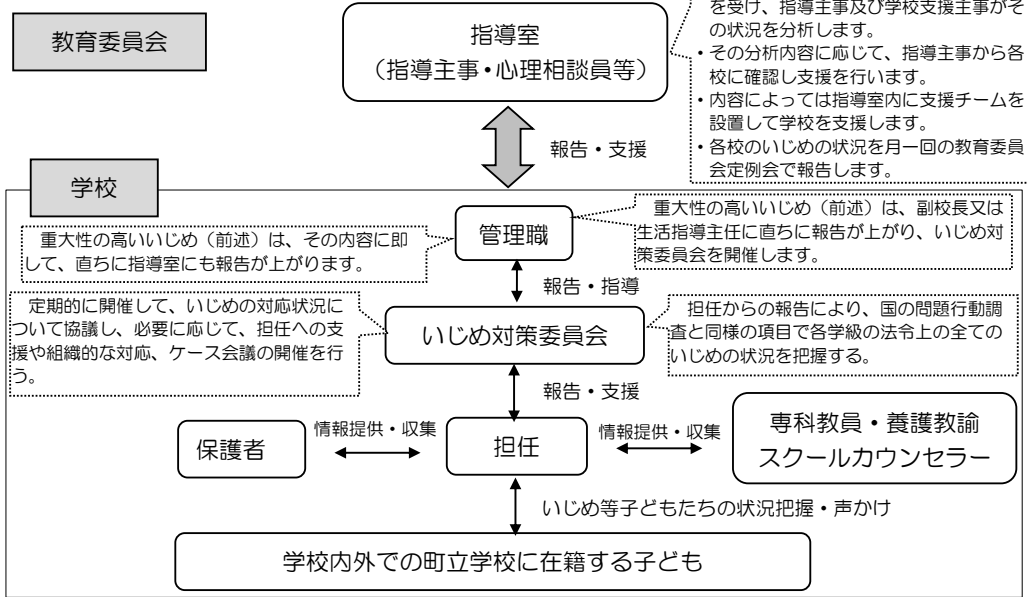 を受け、指導主事及び学校支援主事がそ
の状況を分析します。
・その分析内容に応じて、指導主事から各
校に確認し支援を行います。
・内容によっては指導室内に支援チームを
設置して学校を支援します。
・各校のいじめの状況を月一回の教育委員
会定例会で報告します。
教育委員会
指導室
（指導主事・心理相談員等）
報告・支援
学校
重大性の高いいじめ（前述）は、その内容に即
して、直ちに指導室にも報告が上がります。
管理職
重大性の高いいじめ（前述）は、副校長又は
生活指導主任に直ちに報告が上がり、いじめ対
策委員会を開催します。
報告・指導
定期的に開催して、いじめの対応状況に
ついて協議し、必要に応じて、担任への支
援や組織的な対応、ケース会議の開催を行
う。
いじめ対策委員会
担任からの報告により、国の問題行動調
査と同様の項目で各学級の法令上の全ての
いじめの状況を把握する。
報告・支援
保護者
情報提供・収集
担任
情報提供・収集
専科教員・養護教諭
スクールカウンセラー
いじめ等子どもたちの状況把握・声かけ
学校内外での町立学校に在籍する子ども